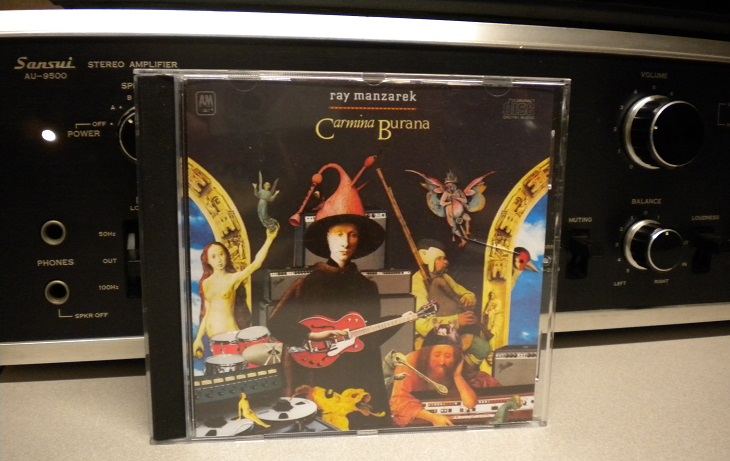 Sansui STEREO AMPLIFIER
AU-9500
OFF
POWER
A
B
50Hz
PHONES OUT
100Hz
SPKR OFF
A&M
ray manzarek
Carmina Burana
VOLUME
BALANCE
MUTING
LOUDNESS
LEFT RIGHT